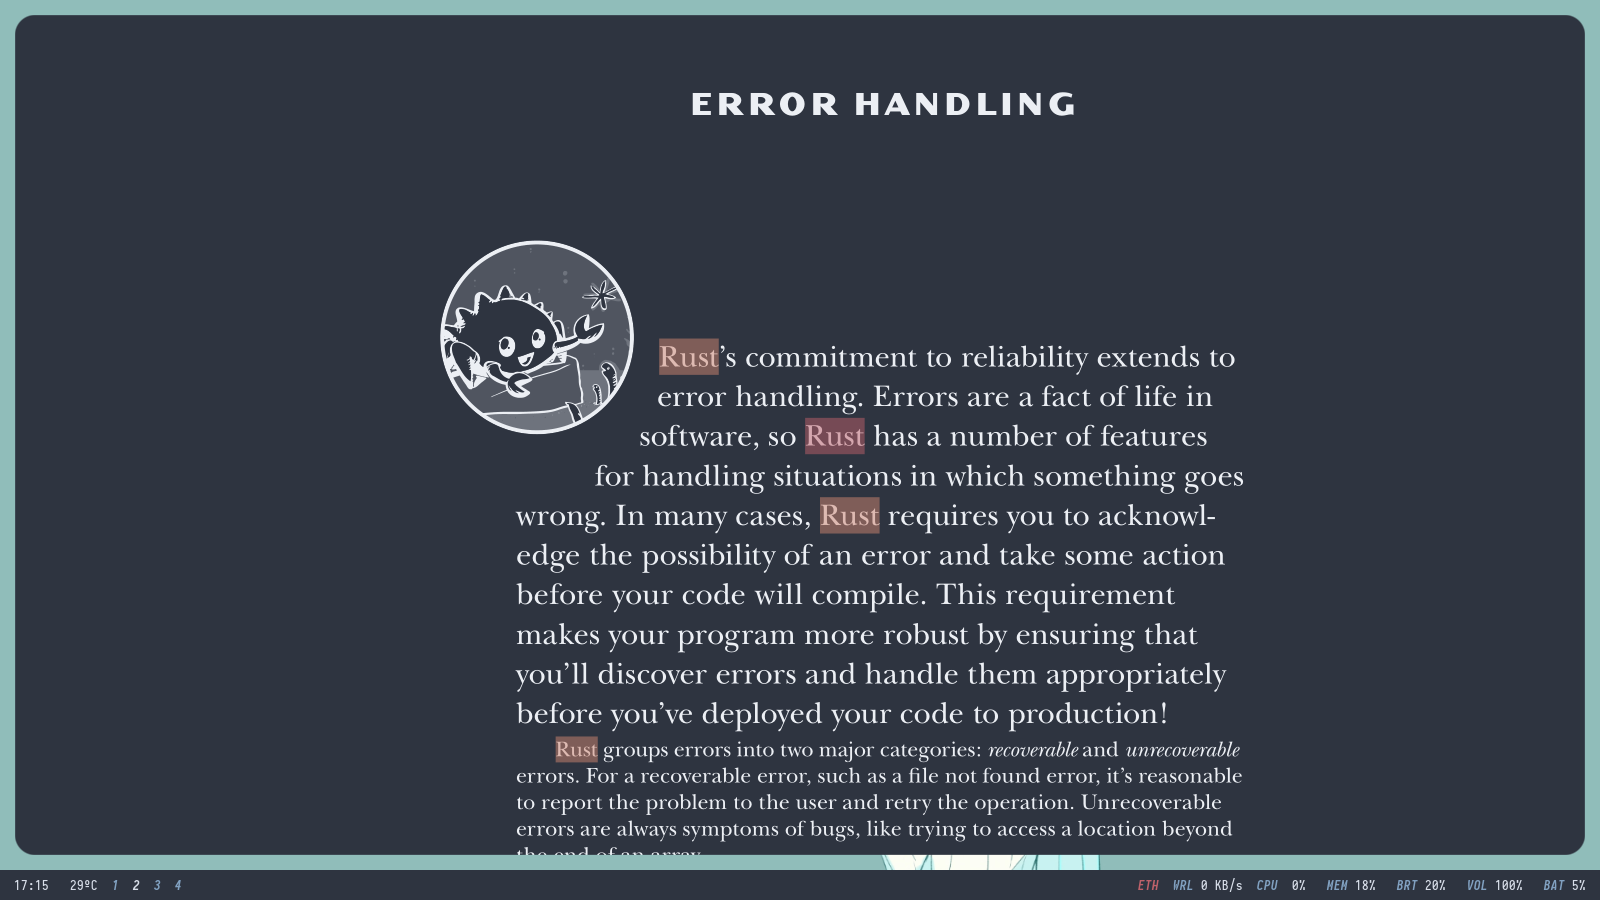 ERROR HANDLING
Rust’s commitment to reliability extends to
error handling. Errors are a fact of life in
software, so Rust has a number of features
for handling situations in which something goes
wrong. In many cases, Rust requires you to acknowl-
edge the possibility of an error and take some action
before your code will compile. This requirement
makes your program more robust by ensuring that
you’ll discover errors and handle them appropriately
before you’ve deployed your code to production!
Rust groups errors into two major categories: recoverable and unrecoverable
errors. For a recoverable error, such as a file not found error, it’s reasonable
to report the problem to the user and retry the operation. Unrecoverable
errors are always symptoms of bugs, like trying to access a location beyond
the end of an array.
17:15 29ºC 1 2 3 4 ETH WRL 0 KB/s CPU 0% MEM 18% BRT 20% VOL 100% BAT 5%